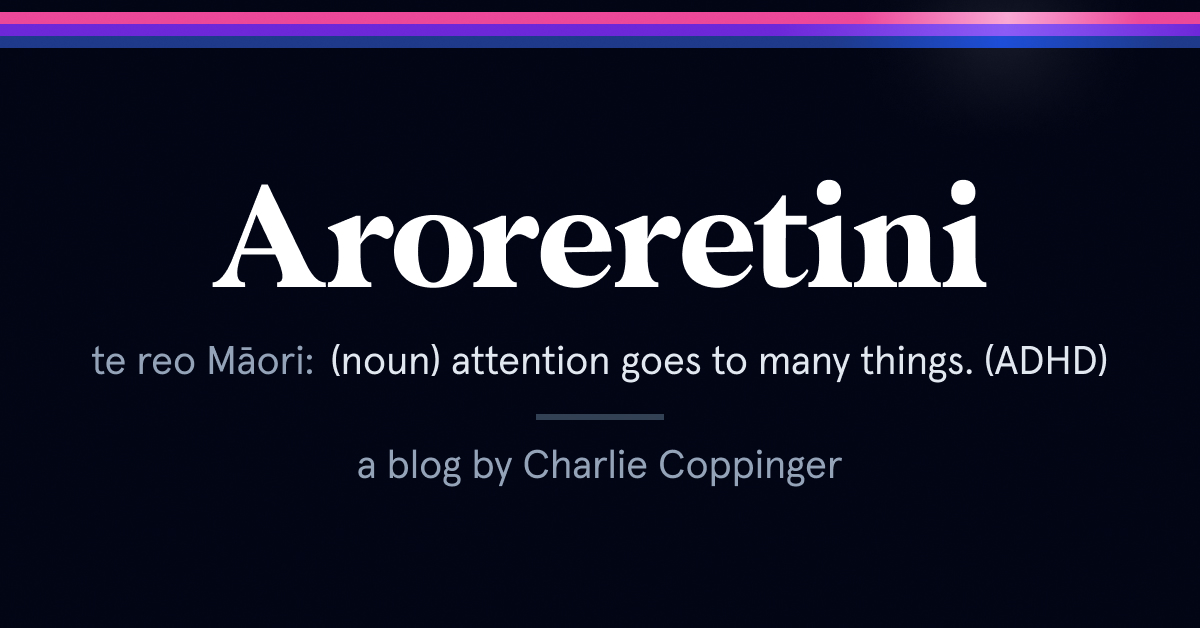 Aroreretini
te reo Māori: (noun) attention goes to many things. (ADHD)
a blog by Charlie Coppinger